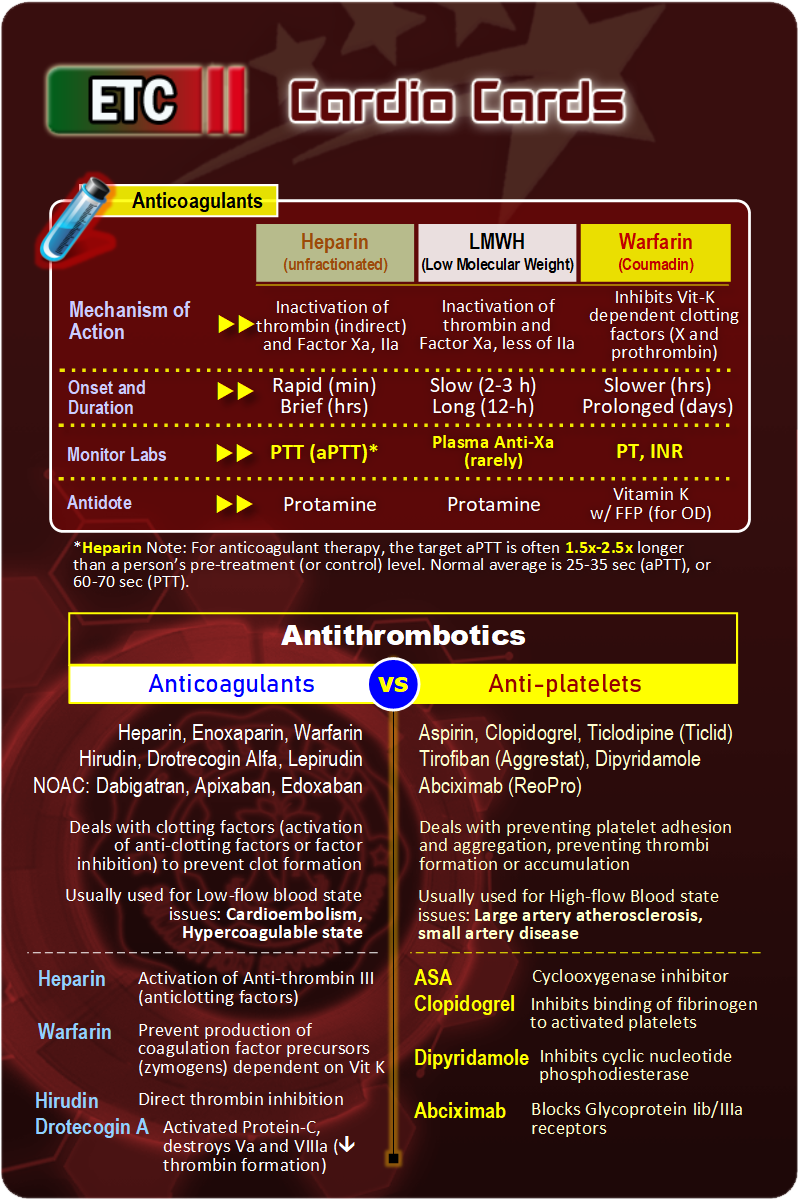 ETC
Cardio Cards
Anticoagulants
Heparin
(unfractionated)
LMWH
(Low Molecular Weight)
Warfarin
(Coumadin)
Mechanism of
Action
Inactivation of
thrombin (indirect)
and Factor Xa, IIa
Inactivation of
thrombin and
Factor Xa, less of IIa
Inhibits Vit-K
dependent clotting
factors (X and
prothrombin)
Onset and
Duration
Rapid (min)
Brief (hrs)
Slow (2-3 h)
Long (12-h)
Slower (hrs)
Prolonged (days)
Monitor Labs
PTT (aPTT)*
Plasma Anti-Xa
(rarely)
PT, INR
Antidote
Protamine
Protamine
Vitamin K
w/ FFP (for OD)
*Heparin Note: For anticoagulant therapy, the target aPTT is often 1.5x-2.5x longer
than a person's pre-treatment (or control) level. Normal average is 25-35 sec (aPTT), or
60-70 sec (PTT).
Antithrombotics
Anticoagulants
VS
Anti-platelets
Heparin, Enoxaparin, Warfarin
Hirudin, Drotrecogin Alfa, Lepirudin
NOAC: Dabigatran, Apixaban, Edoxaban
Deals with clotting factors (activation
of anti-clotting factors or factor
inhibition) to prevent clot formation
Usually used for Low-flow blood state
issues: Cardioembolism,
Hypercoagulable state
Heparin
Activation of Anti-thrombin III
(anticlotting factors)
Warfarin
Prevent production of
coagulation factor precursors
(zymogens) dependent on Vit K
Hirudin
Direct thrombin inhibition
Drotecogin A
Activated Protein-C,
destroys Va and VIIIa (🡳
thrombin formation)
Aspirin, Clopidogrel, Ticlodipine (Ticlid)
Tirofiban (Aggrestat), Dipyridamole
Abciximab (ReoPro)
Deals with preventing platelet adhesion
and aggregation, preventing thrombi
formation or accumulation
Usually used for High-flow Blood state
issues: Large artery atherosclerosis,
small artery disease
ASA
Cyclooxygenase inhibitor
Clopidogrel
Inhibits binding of fibrinogen
to activated platelets
Dipyridamole
Inhibits cyclic nucleotide
phosphodiesterase
Abciximab
Blocks Glycoprotein Iib/IIIa
receptors